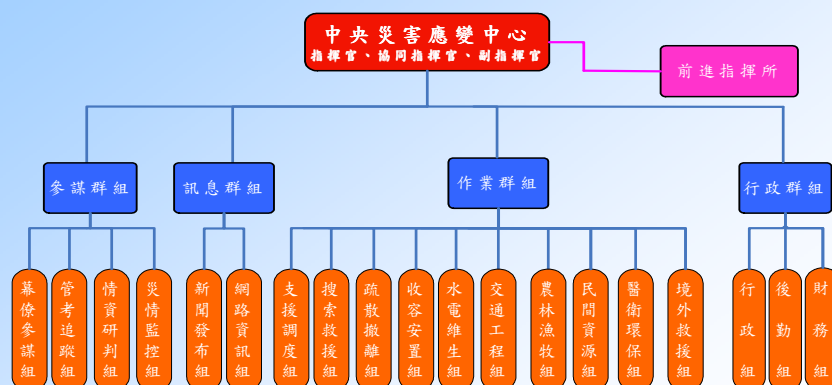 中央災害應變中心
指揮官、協同指揮官、副指揮官
前進指揮所
參謀群組
訊息群組
作業群組
行政群組
幕僚參謀組
管考追蹤組
情資研判組
災情監控組
新聞發布組
網路資訊組
支援調度組
搜索救援組
疏散撤離組
收容安置組
水電維生組
交通工程組
農林漁牧組
民間資源組
醫衛環保組
境外救援組
行政組
後勤組
財務組